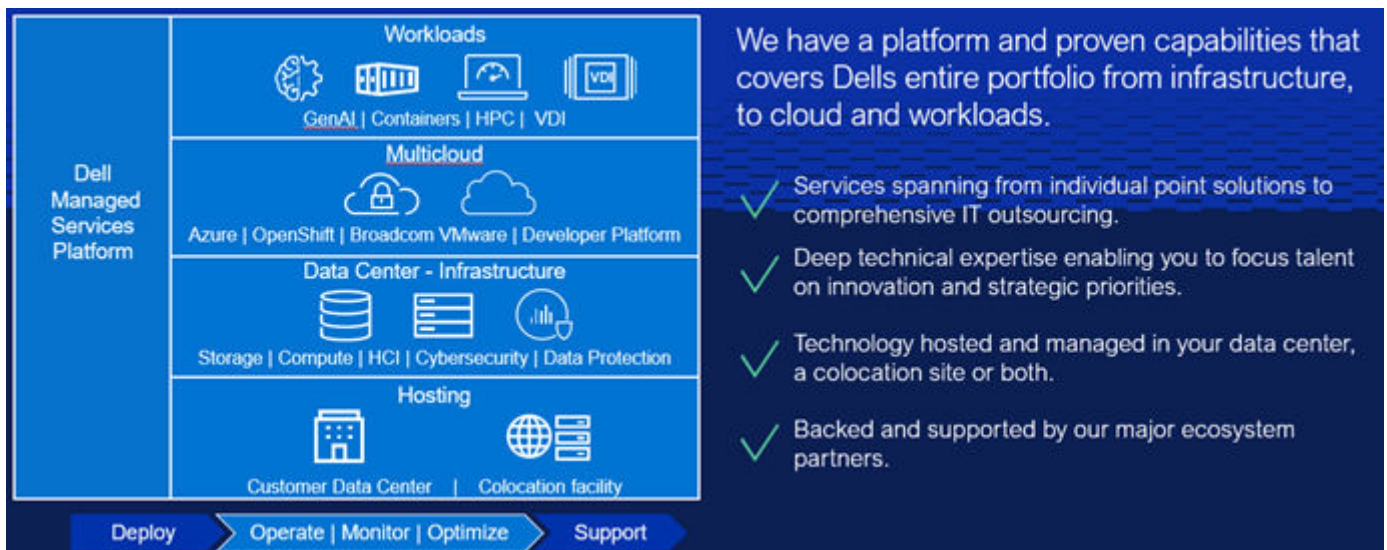 Dell
Managed
Services
Platform
Workloads
VDI
GenAI | Containers | HPC | VDI
Multicloud
Azure | OpenShift | Broadcom VMware | Developer Platform
Data Center - Infrastructure
Storage | Compute | HCI | Cybersecurity | Data Protection
Hosting
Customer Data Center | Colocation facility
Deploy
Operate | Monitor | Optimize
Support
We have a platform and proven capabilities that
covers Dells entire portfolio from infrastructure,
to cloud and workloads.
Services spanning from individual point solutions to
comprehensive IT outsourcing.
Deep technical expertise enabling you to focus talent
on innovation and strategic priorities.
Technology hosted and managed in your data center,
a colocation site or both.
Backed and supported by our major ecosystem
partners.